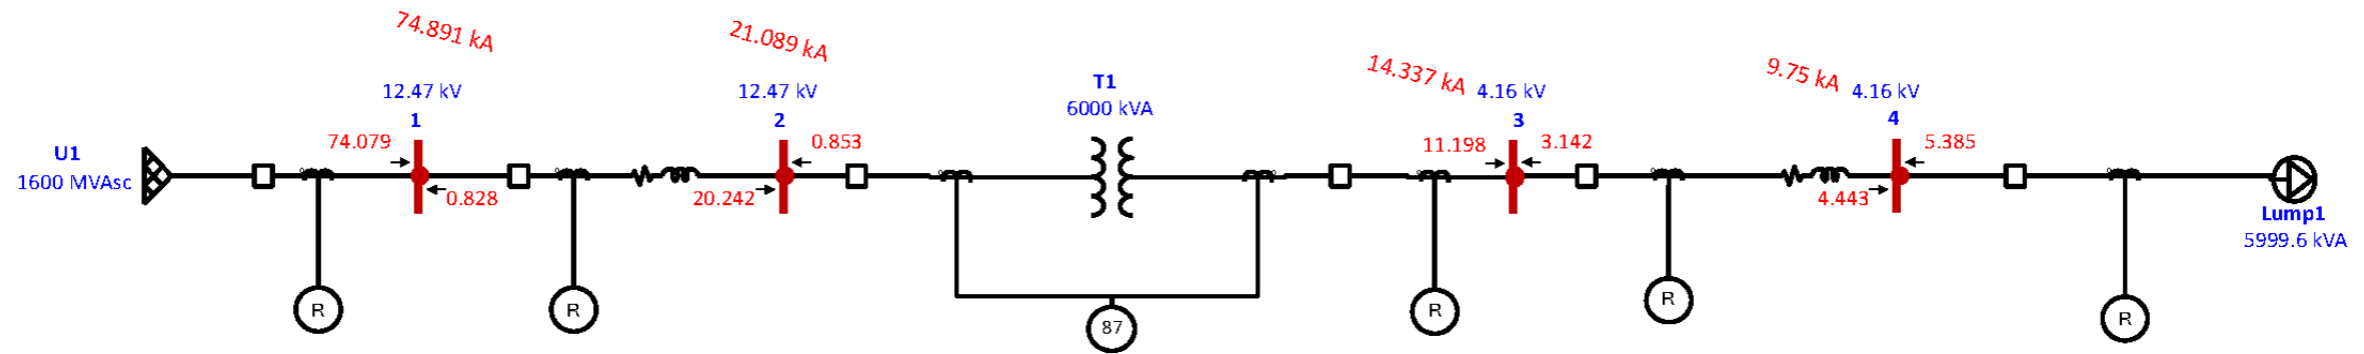 74.891 kA
21.089 kA
14.337 kA
9.75 kA
12.47 kV
1
12.47 kV
2
T1
6000 kVA
4.16 kV
3
4.16 kV
4
U1
1600 MVAsc
74.079
0.828
20.242
0.853
11.198
3.142
4.443
5.385
Lump1
5999.6 kVA
R
R
87
R
R
R